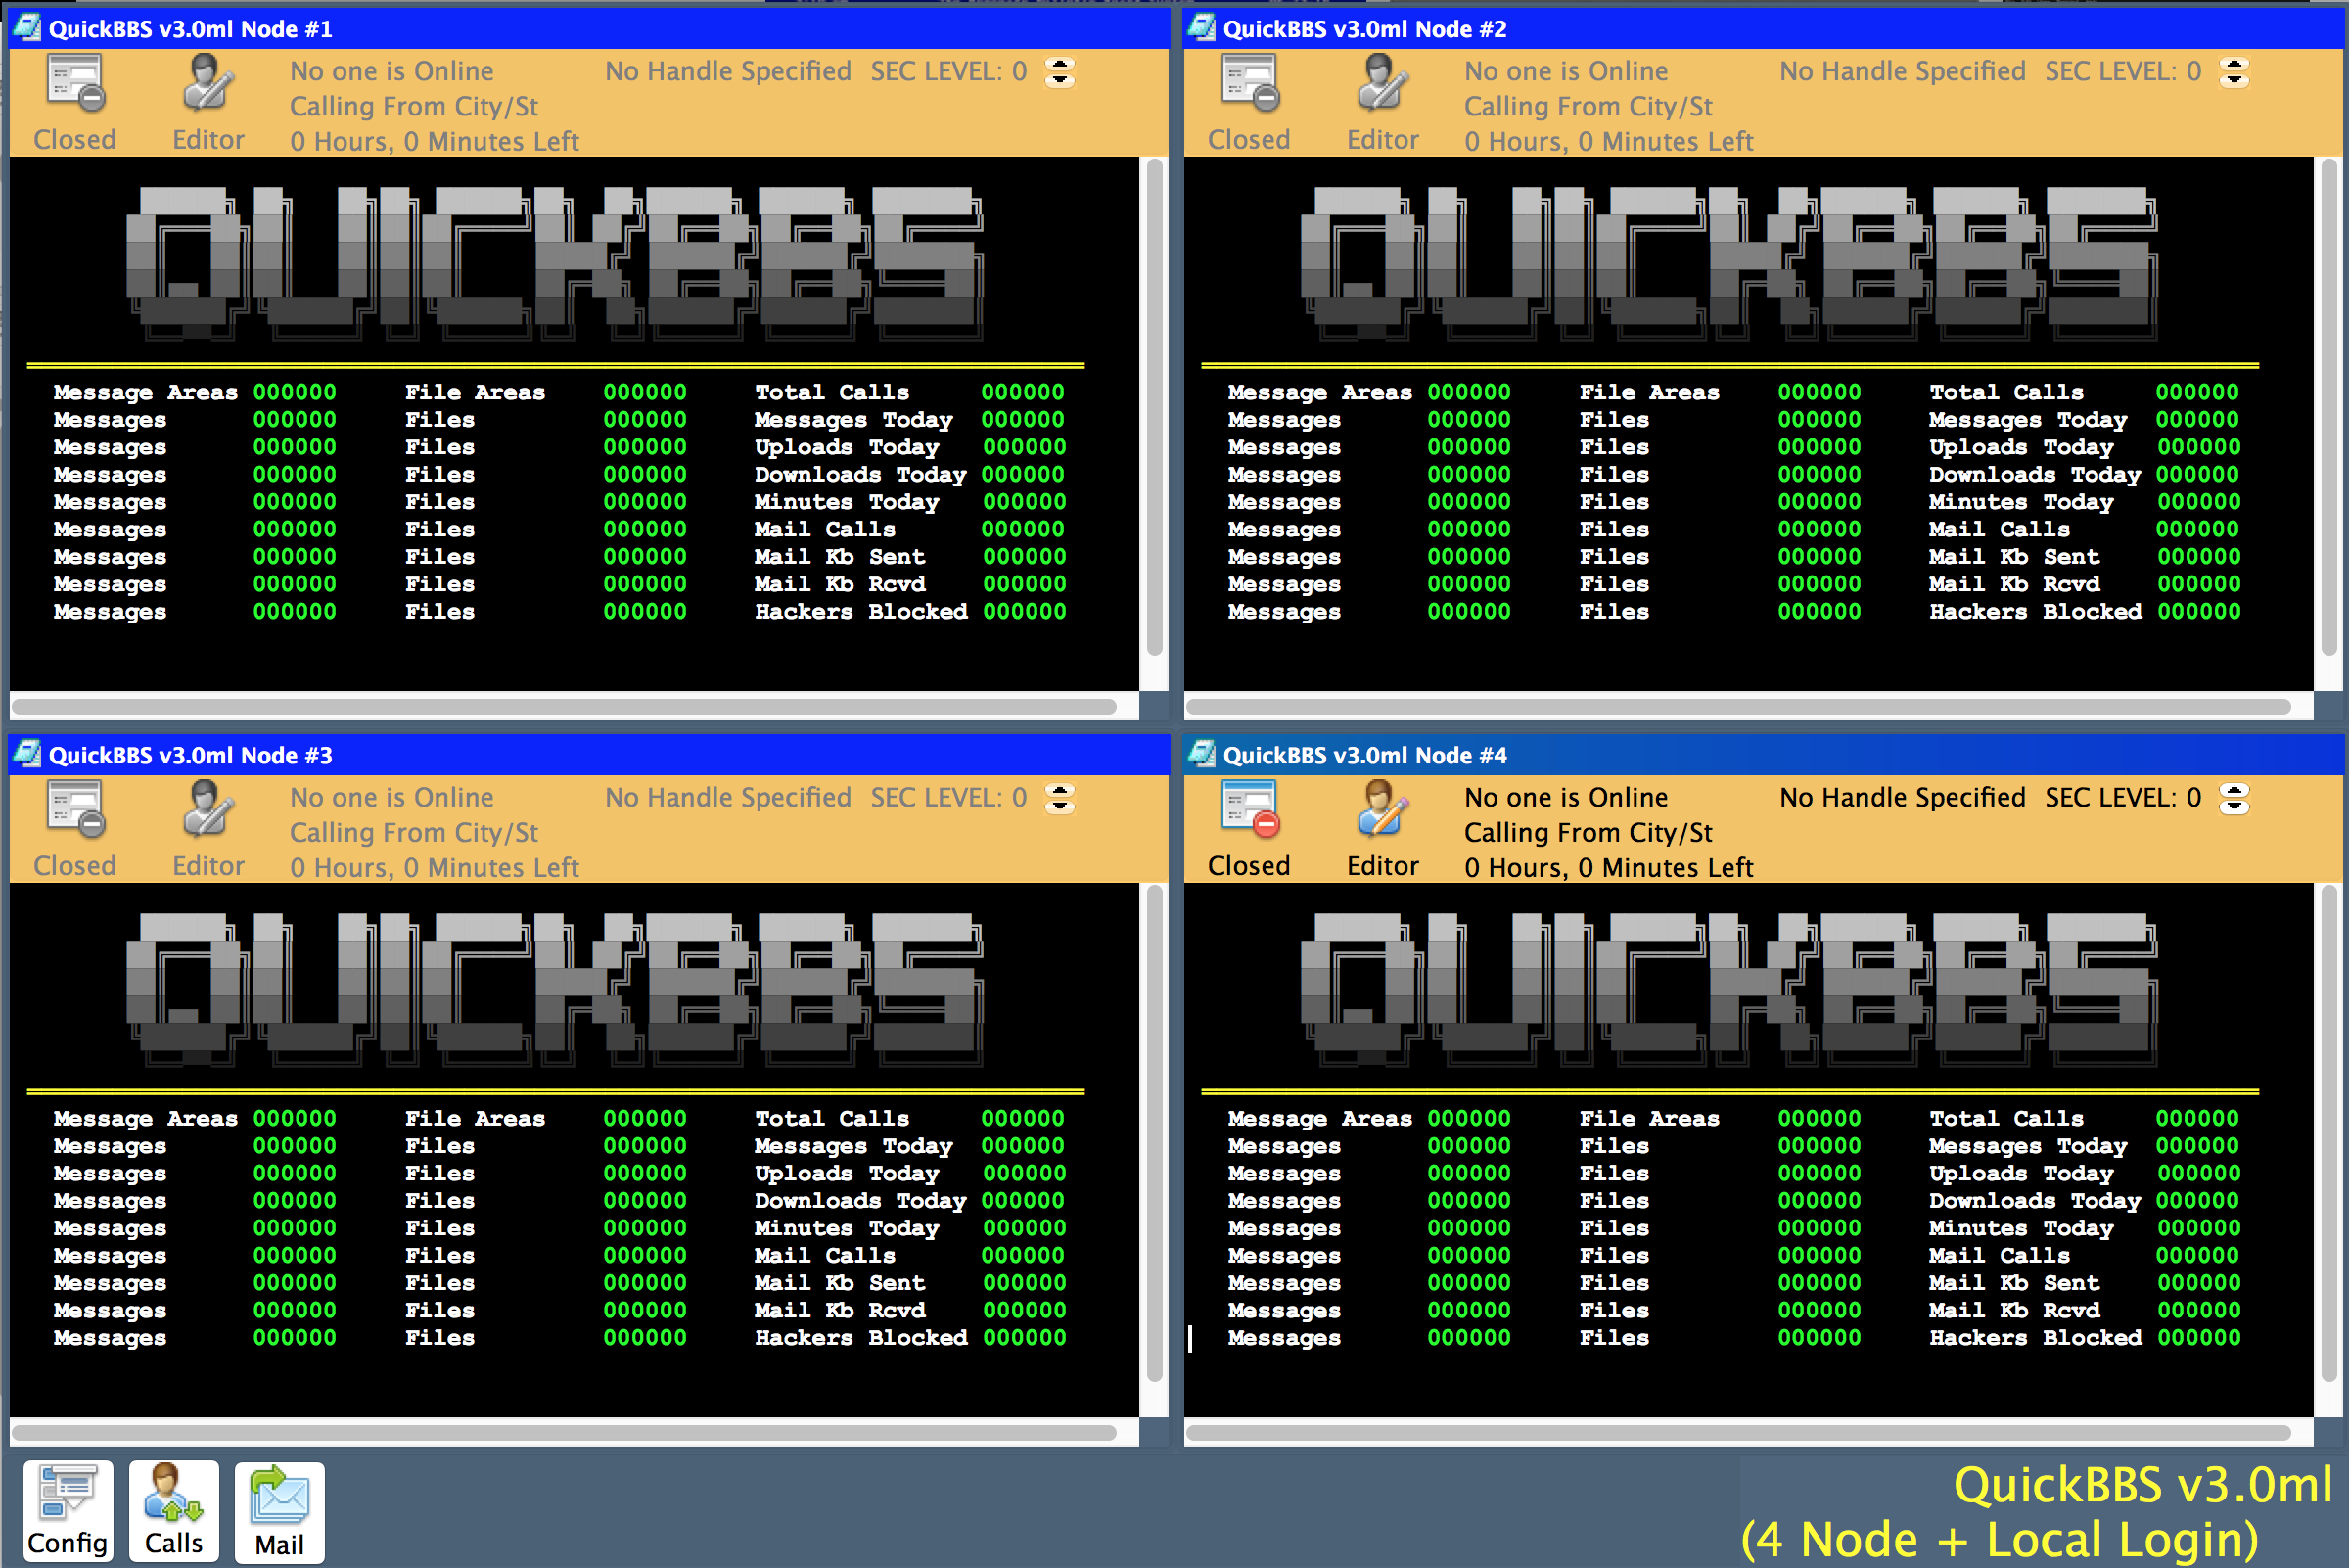 QuickBBS v3.0ml Node #1
No one is Online No Handle Specified SEC LEVEL: 0
Calling From City/St
Closed Editor 0 Hours, 0 Minutes Left
QUICKBBS
Message Areas 000000 File Areas 000000 Total Calls 000000
Messages 000000 Files 000000 Messages Today 000000
Messages 000000 Files 000000 Uploads Today 000000
Messages 000000 Files 000000 Downloads Today 000000
Messages 000000 Files 000000 Minutes Today 000000
Messages 000000 Files 000000 Mail Calls 000000
Messages 000000 Files 000000 Mail Kb Sent 000000
Messages 000000 Files 000000 Mail Kb Rcvd 000000
Messages 000000 Files 000000 Hackers Blocked 000000
QuickBBS v3.0ml Node #2
No one is Online No Handle Specified SEC LEVEL: 0
Calling From City/St
Closed Editor 0 Hours, 0 Minutes Left
QUICKBBS
Message Areas 000000 File Areas 000000 Total Calls 000000
Messages 000000 Files 000000 Messages Today 000000
Messages 000000 Files 000000 Uploads Today 000000
Messages 000000 Files 000000 Downloads Today 000000
Messages 000000 Files 000000 Minutes Today 000000
Messages 000000 Files 000000 Mail Calls 000000
Messages 000000 Files 000000 Mail Kb Sent 000000
Messages 000000 Files 000000 Mail Kb Rcvd 000000
Messages 000000 Files 000000 Hackers Blocked 000000
QuickBBS v3.0ml Node #3
No one is Online No Handle Specified SEC LEVEL: 0
Calling From City/St
Closed Editor 0 Hours, 0 Minutes Left
QUICKBBS
Message Areas 000000 File Areas 000000 Total Calls 000000
Messages 000000 Files 000000 Messages Today 000000
Messages 000000 Files 000000 Uploads Today 000000
Messages 000000 Files 000000 Downloads Today 000000
Messages 000000 Files 000000 Minutes Today 000000
Messages 000000 Files 000000 Mail Calls 000000
Messages 000000 Files 000000 Mail Kb Sent 000000
Messages 000000 Files 000000 Mail Kb Rcvd 000000
Messages 000000 Files 000000 Hackers Blocked 000000
QuickBBS v3.0ml Node #4
No one is Online No Handle Specified SEC LEVEL: 0
Calling From City/St
Closed Editor 0 Hours, 0 Minutes Left
QUICKBBS
Message Areas 000000 File Areas 000000 Total Calls 000000
Messages 000000 Files 000000 Messages Today 000000
Messages 000000 Files 000000 Uploads Today 000000
Messages 000000 Files 000000 Downloads Today 000000
Messages 000000 Files 000000 Minutes Today 000000
Messages 000000 Files 000000 Mail Calls 000000
Messages 000000 Files 000000 Mail Kb Sent 000000
Messages 000000 Files 000000 Mail Kb Rcvd 000000
Messages 000000 Files 000000 Hackers Blocked 000000
Config Calls Mail
QuickBBS v3.0ml
(4 Node + Local Login)